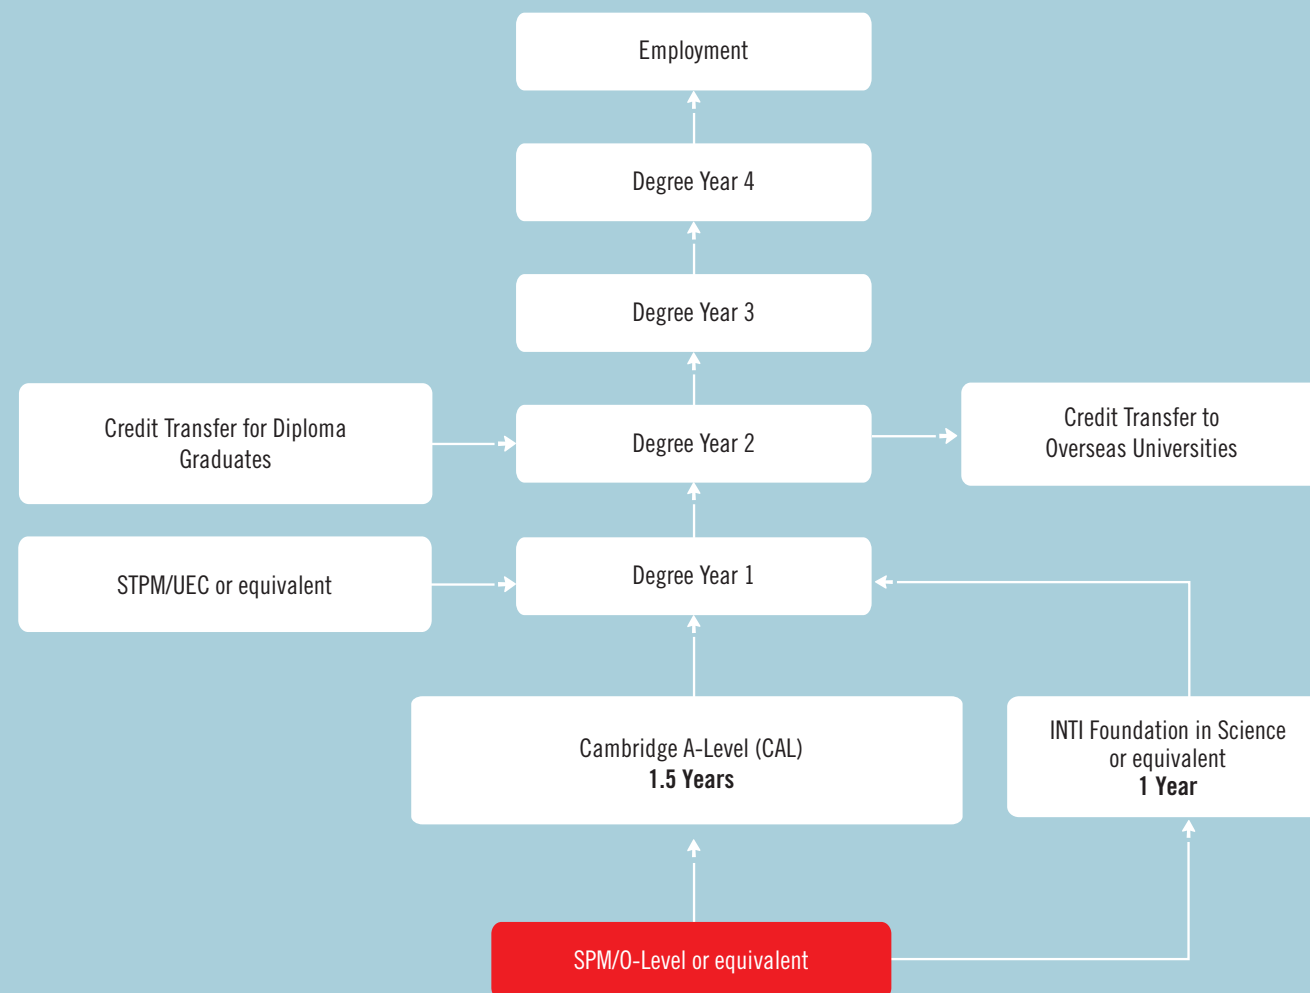 Employment
Degree Year 4
Degree Year 3
Credit Transfer for Diploma
Graduates
Degree Year 2
Credit Transfer to
Overseas Universities
STPM/UEC or equivalent
Degree Year 1
Cambridge A-Level (CAL)
1.5 Years
INTI Foundation in Science
or equivalent
1 Year
SPM/O-Level or equivalent